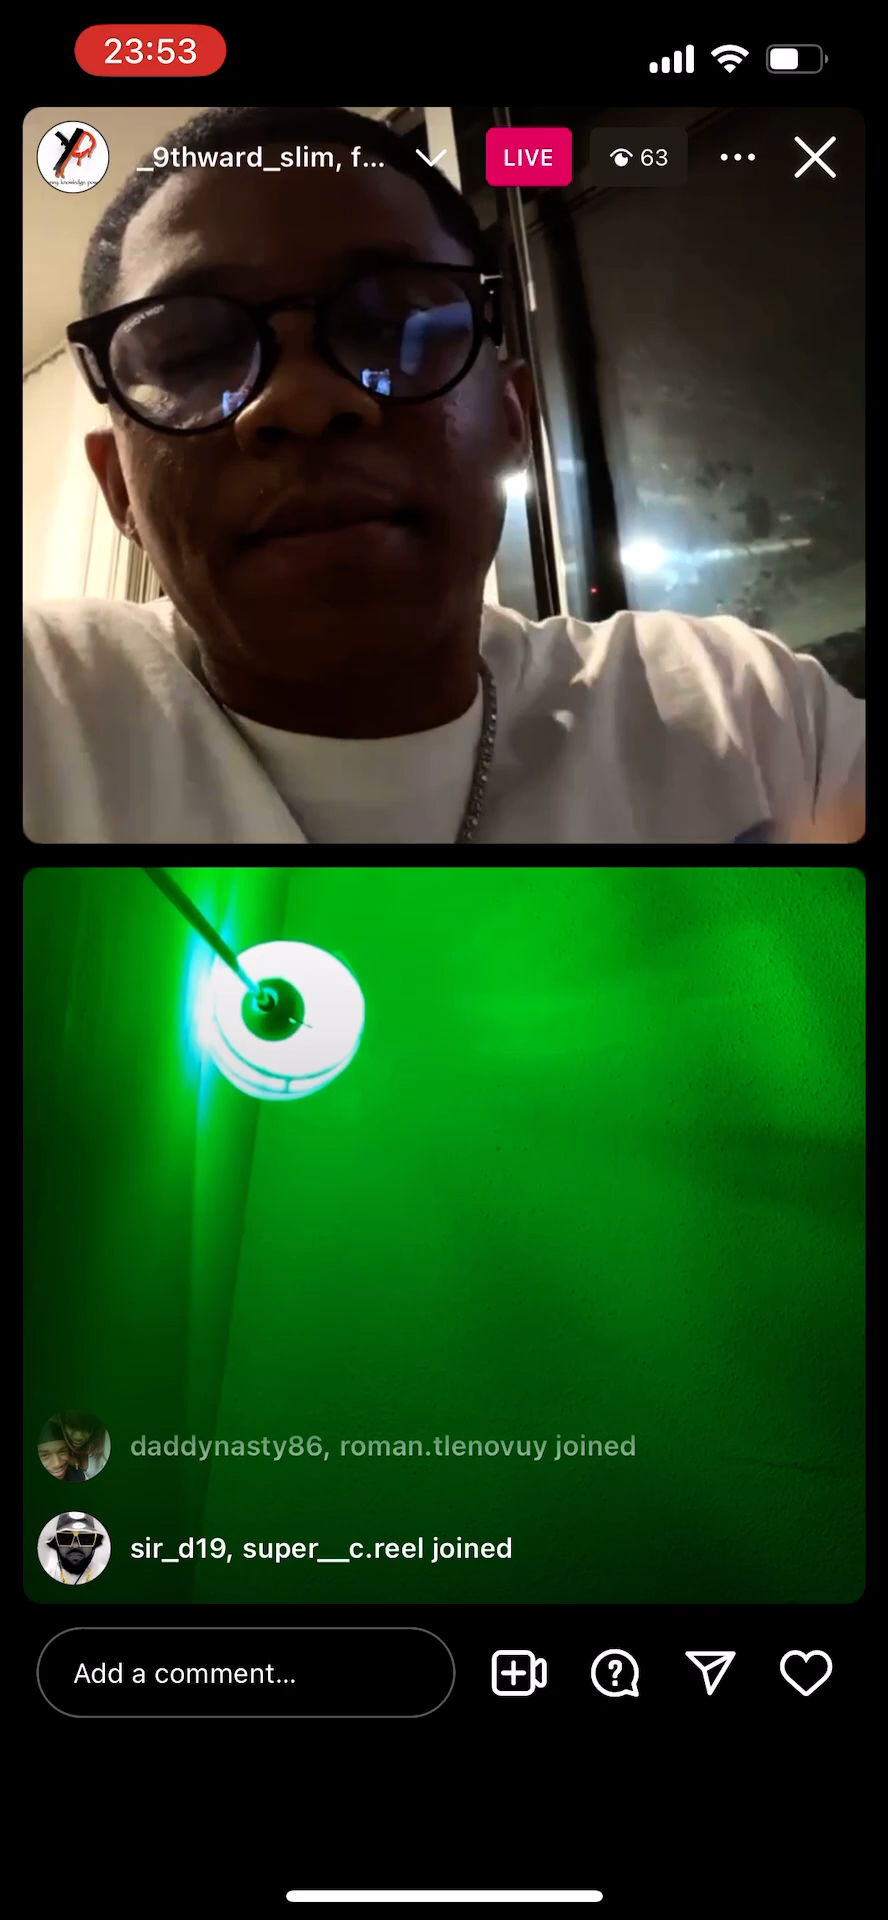 23:53
_9thward_slim, f...
LIVE
63
daddynasty86, roman.tlenovuy joined
sir_d19, super__c.reel joined
Add a comment...